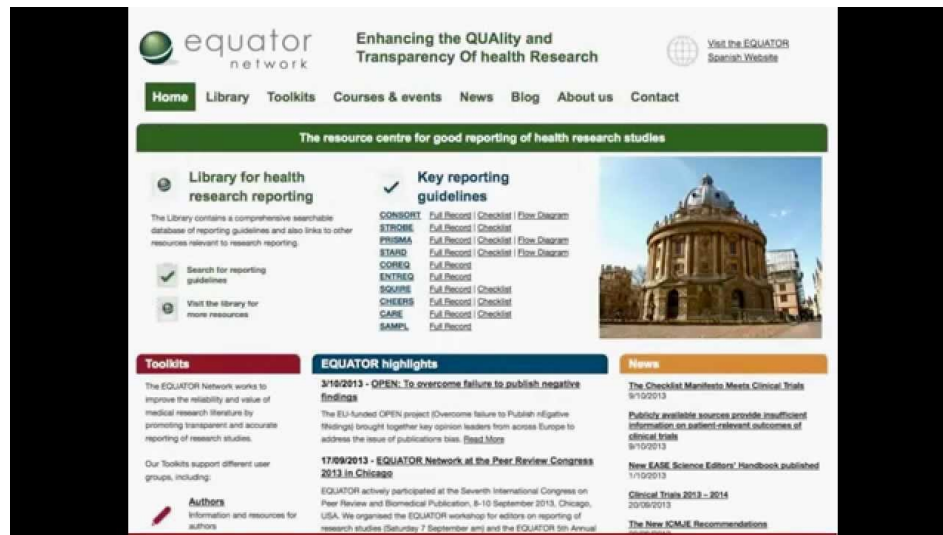 equator
network
Enhancing the QUAlity and
Transparency Of health Research
Visit the EQUATOR
Spanish Website
Home Library Toolkits Courses & events News Blog About us Contact
The resource centre for good reporting of health research studies
Library for health
research reporting
The Library contains a comprehensive searchable
database of reporting guidelines and also links to other
resources relevant to research reporting.
Search for reporting
guidelines
Visit the library for
more resources
Key reporting
guidelines
CONSORT Full Record | Checklist | Flow Diagram
STROBE Full Record | Checklist
PRISMA Full Record | Checklist | Flow Diagram
STARD Full Record | Checklist | Flow Diagram
COREQ Full Record
ENTREQ Full Record
SQUIRE Full Record | Checklist
CHEERS Full Record | Checklist
CARE Full Record | Checklist
SAMPL Full Record
Toolkits
The EQUATOR Network works to
improve the reliability and value of
medical research literature by
promoting transparent and accurate
reporting of research studies.
Our Toolkits support different user
groups, including:
Authors
Information and resources for
authors
EQUATOR highlights
3/10/2013 - OPEN: To overcome failure to publish negative
findings
The EU-funded OPEN project (Overcome failure to Publish nEgative
fiNdings) brought together key opinion leaders from across Europe to
address the issue of publications bias. Read More
17/09/2013 - EQUATOR Network at the Peer Review Congress
2013 in Chicago
EQUATOR actively participated at the Seventh International Congress on
Peer Review and Biomedical Publication, 8-10 September 2013, Chicago,
USA. We organised the EQUATOR workshop for editors on reporting of
research studies (Saturday 7 September am) and the EQUATOR 5th Annual
News
The Checklist Manifesto Meets Clinical Trials
9/10/2013
Publicly available sources provide insufficient
information on patient-relevant outcomes of
clinical trials
9/10/2013
New EASE Science Editors' Handbook published
1/10/2013
Clinical Trials 2013 – 2014
20/09/2013
The New ICMJE Recommendations